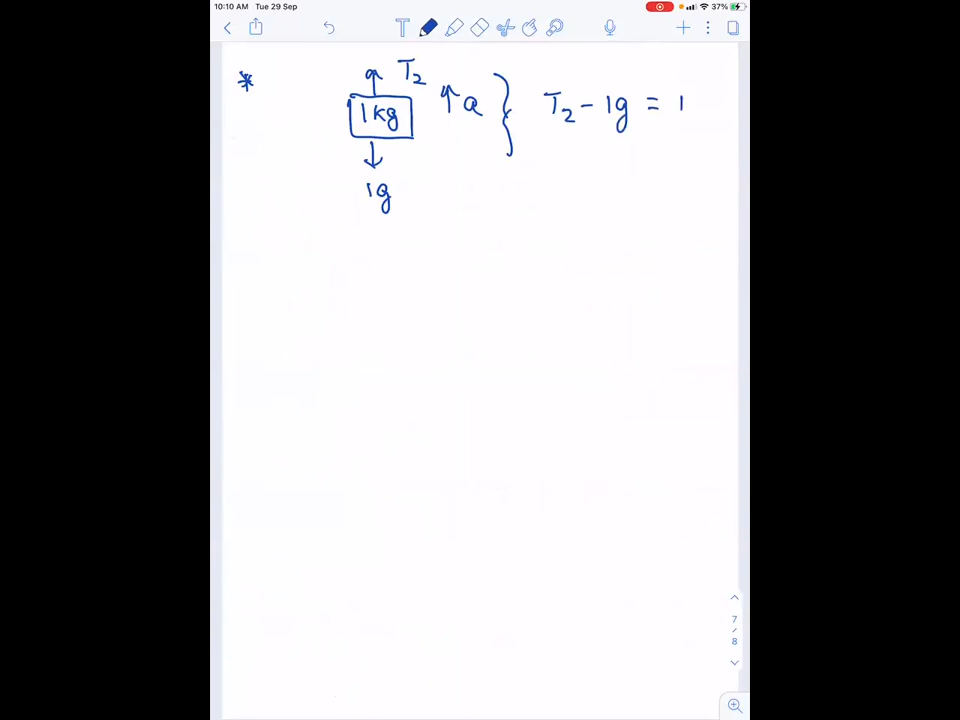 10:10 AM Tue 29 Sep 37%
T
* T₂
1kg ↑a } T₂ - 1g = 1
1g
7
/
8